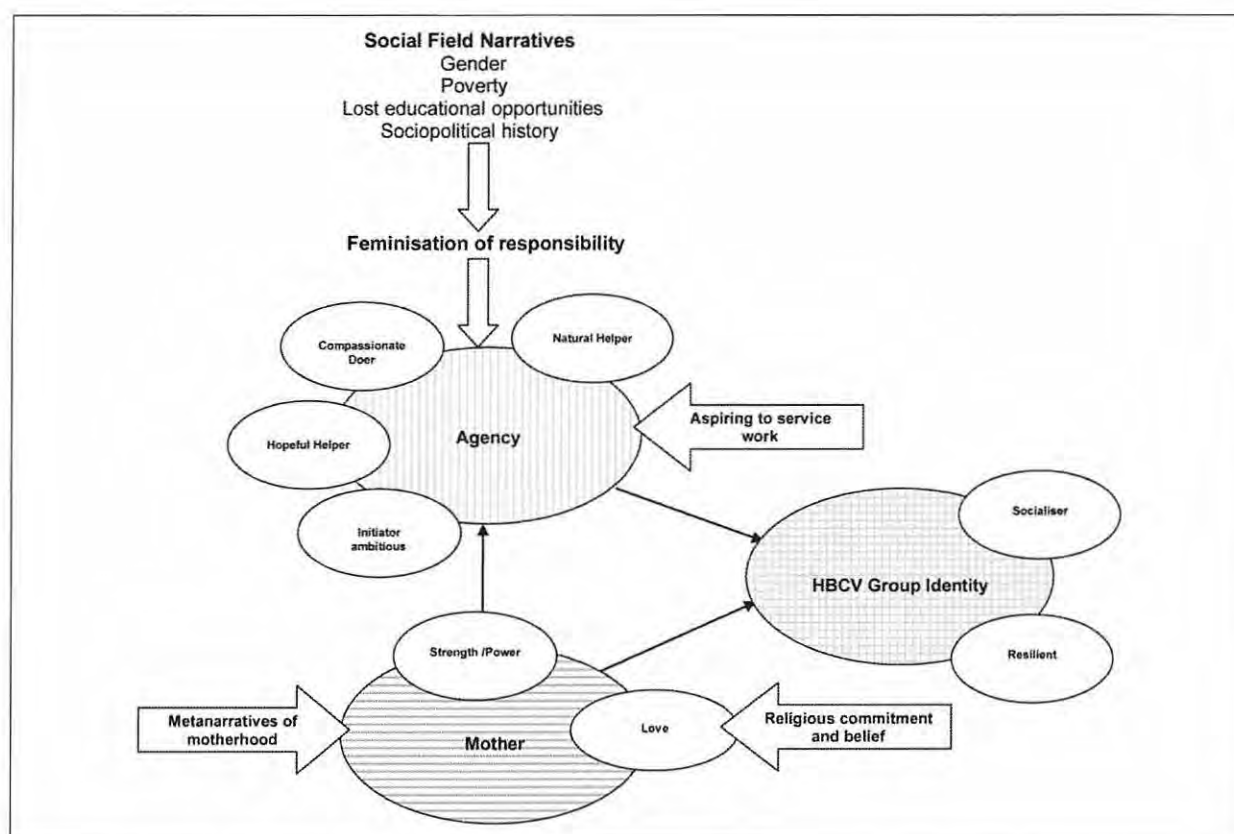 Social Field Narratives
Gender
Poverty
Lost educational opportunities
Sociopolitical history
Feminisation of responsibility
Compassionate
Doer
Natural Helper
Hopeful Helper
Agency
Aspiring to service
work
Initiator
ambitious
Socialiser
HBCV Group Identity
Resilient
Strength /Power
Metanarratives of
motherhood
Mother
Love
Religious commitment
and belief